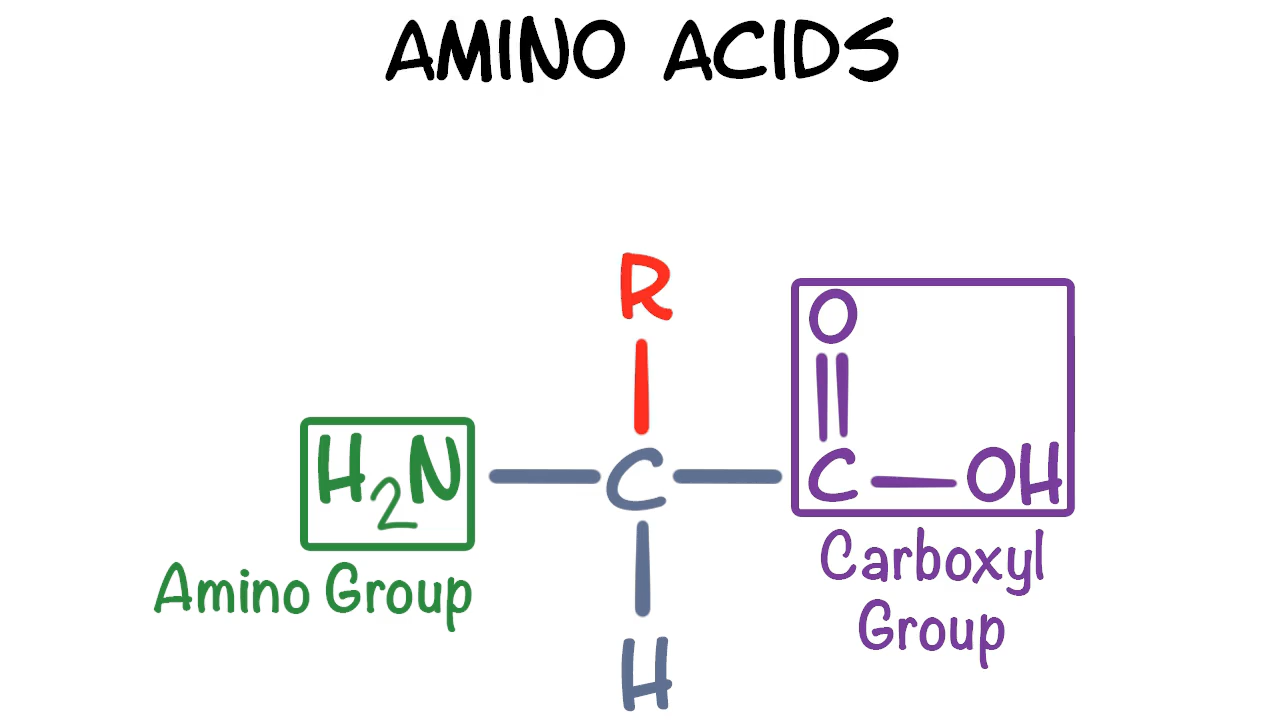 AMINO ACIDS
R
O
H2N C C OH
Amino Group
Carboxyl
Group
H